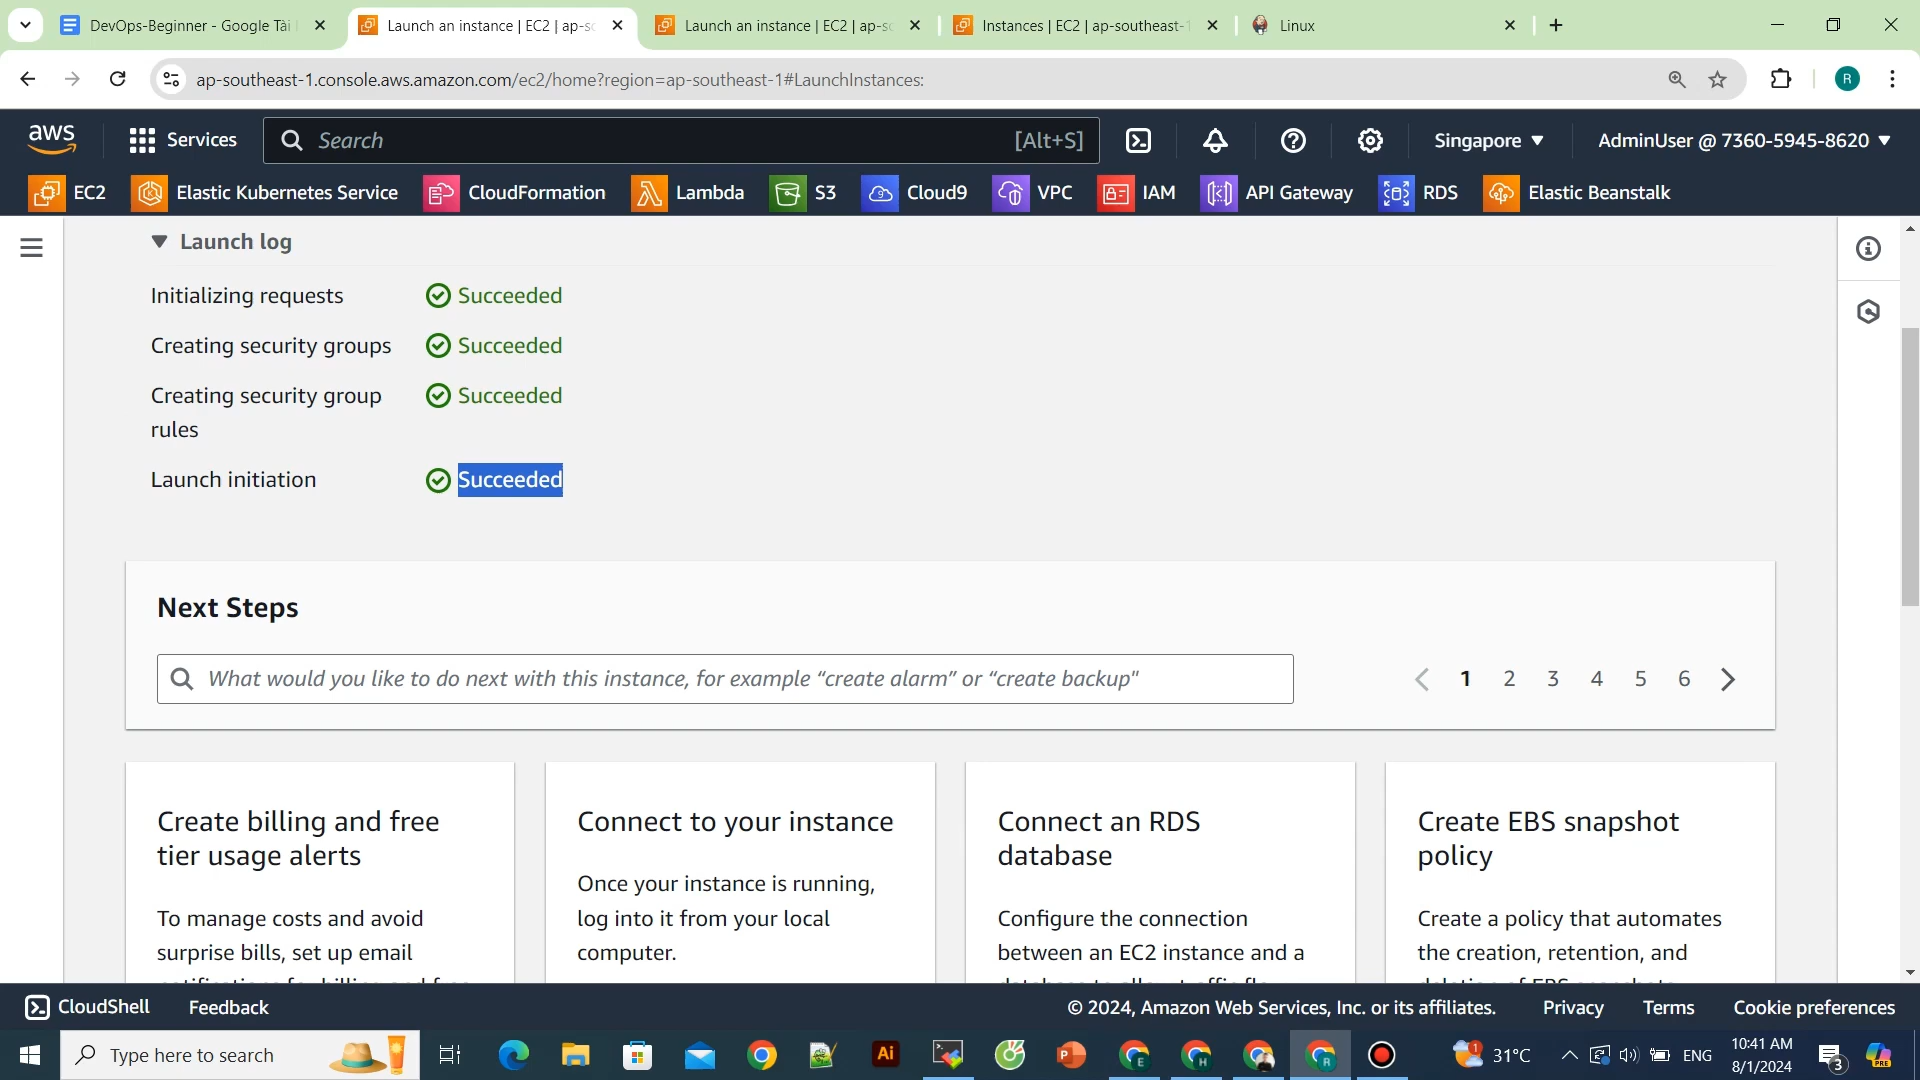 DevOps-Beginner - Google Tài
Launch an instance | EC2 | ap-so
Launch an instance | EC2 | ap-so
Instances | EC2 | ap-southeast-1
Linux
ap-southeast-1.console.aws.amazon.com/ec2/home?region=ap-southeast-1#LaunchInstances:
R
aws
Services
Search
[Alt+S]
Singapore
AdminUser @ 7360-5945-8620
EC2
Elastic Kubernetes Service
CloudFormation
Lambda
S3
Cloud9
VPC
IAM
API Gateway
RDS
Elastic Beanstalk
Launch log
Initializing requests
Succeeded
Creating security groups
Succeeded
Creating security group
rules
Succeeded
Launch initiation
Succeeded
Next Steps
What would you like to do next with this instance, for example “create alarm” or “create backup"
1 2 3 4 5 6
Create billing and free
tier usage alerts
To manage costs and avoid
surprise bills, set up email
Connect to your instance
Once your instance is running,
log into it from your local
computer.
Connect an RDS
database
Configure the connection
between an EC2 instance and a
Create EBS snapshot
policy
Create a policy that automates
the creation, retention, and
CloudShell
Feedback
© 2024, Amazon Web Services, Inc. or its affiliates.
Privacy
Terms
Cookie preferences
Type here to search
31°C
ENG
10:41 AM
8/1/2024
3